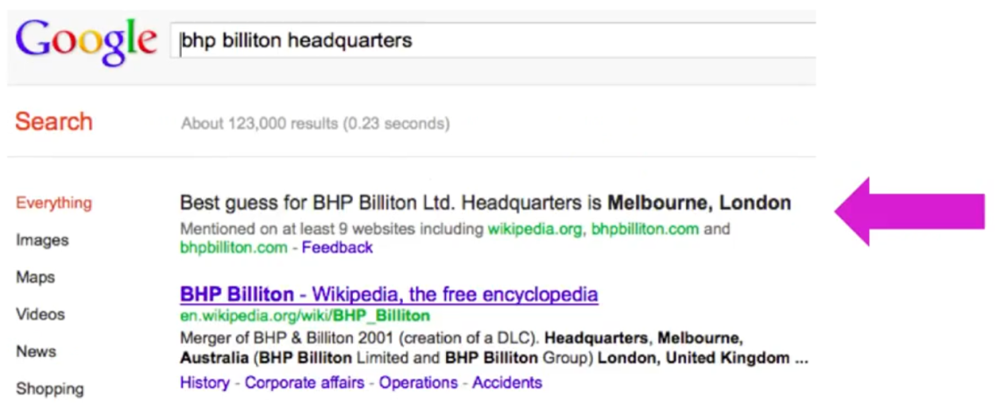 Google
bhp billiton headquarters
Search
About 123,000 results (0.23 seconds)
Everything
Images
Maps
Videos
News
Shopping
Best guess for BHP Billiton Ltd. Headquarters is Melbourne, London
Mentioned on at least 9 websites including wikipedia.org, bhpbilliton.com and
bhpbilliton.com - Feedback
BHP Billiton - Wikipedia, the free encyclopedia
en.wikipedia.org/wiki/BHP_Billiton
Merger of BHP & Billiton 2001 (creation of a DLC). Headquarters, Melbourne,
Australia (BHP Billiton Limited and BHP Billiton Group) London, United Kingdom ...
History - Corporate affairs - Operations - Accidents